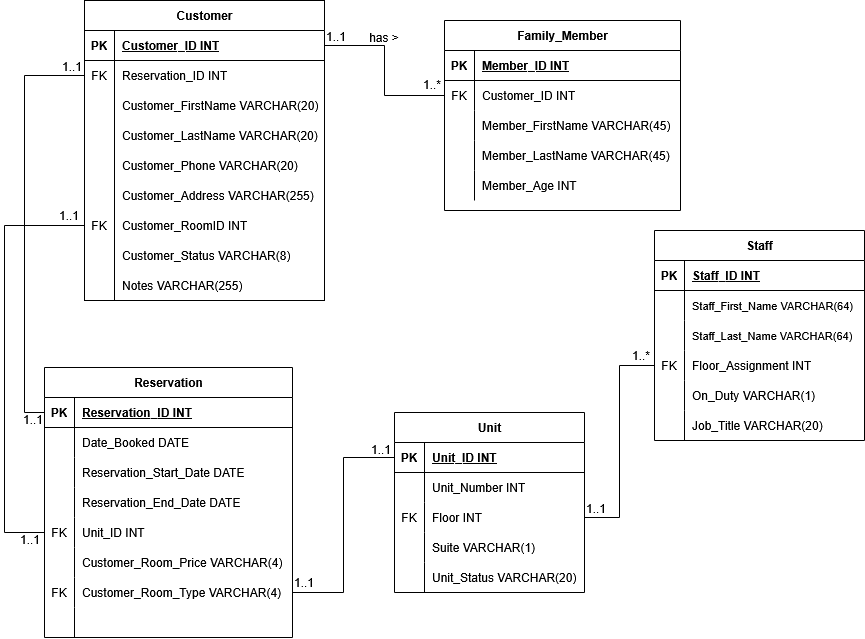 Customer
PK Customer_ID INT
FK Reservation_ID INT
Customer_FirstName VARCHAR(20)
Customer_LastName VARCHAR(20)
Customer_Phone VARCHAR(20)
Customer_Address VARCHAR(255)
FK Customer_RoomID INT
Customer_Status VARCHAR(8)
Notes VARCHAR(255)
1..1
has >
1..*
1..1
1..1
Family_Member
PK Member_ID INT
FK Customer_ID INT
Member_FirstName VARCHAR(45)
Member_LastName VARCHAR(45)
Member_Age INT
Staff
PK Staff_ID INT
Staff_First_Name VARCHAR(64)
Staff_Last_Name VARCHAR(64)
FK Floor_Assignment INT
On_Duty VARCHAR(1)
Job_Title VARCHAR(20)
1..*
Reservation
PK Reservation_ID INT
Date_Booked DATE
Reservation_Start_Date DATE
Reservation_End_Date DATE
FK Unit_ID INT
Customer_Room_Price VARCHAR(4)
FK Customer_Room_Type VARCHAR(4)
1..1
1..1
1..1
1..1
Unit
PK Unit_ID INT
Unit_Number INT
FK Floor INT
Suite VARCHAR(1)
Unit_Status VARCHAR(20)
1..1